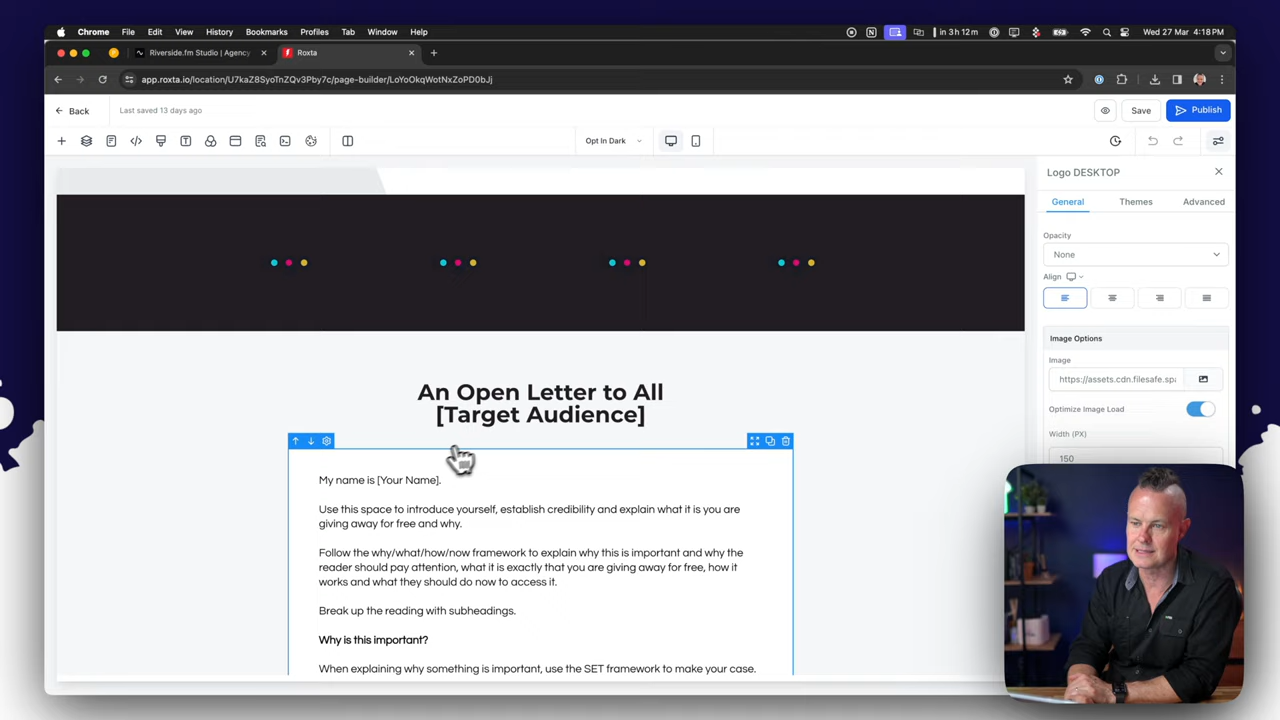 Chrome File Edit View History Bookmarks Profiles Tab Window Help
in 3 h 12 m
Wed 27 Mar 4:18 PM
Riverside.fm Studio | Agency
Roxta
app.roxta.io/location/U7kaZ8SyoTnZQv3Pby7c/page-builder/LoYoOkqWotNxZoPD0bJj
Back
Last saved 13 days ago
Save
Publish
Opt In Dark
Logo DESKTOP
General
Themes
Advanced
Opacity
None
Align
Image Options
Image
https://assets.cdn.filesafe.sp
Optimize Image Load
Width (PX)
150
An Open Letter to All
[Target Audience]
My name is [Your Name].
Use this space to introduce yourself, establish credibility and explain what it is you are
giving away for free and why.
Follow the why/what/how/now framework to explain why this is important and why the
reader should pay attention, what it is exactly that you are giving away for free, how it
works and what they should do now to access it.
Break up the reading with subheadings.
Why is this important?
When explaining why something is important, use the SET framework to make your case.